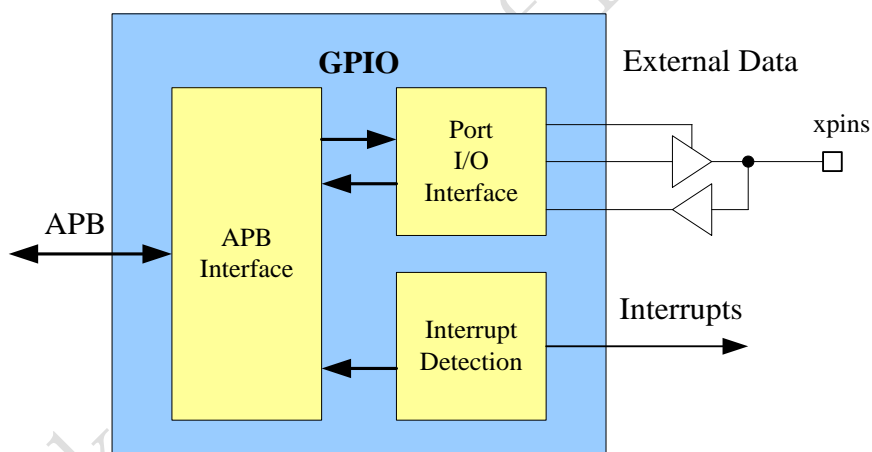 GPIO
External Data
xpins
Port
I/O
Interface
APB
APB
Interface
Interrupt
Detection
Interrupts